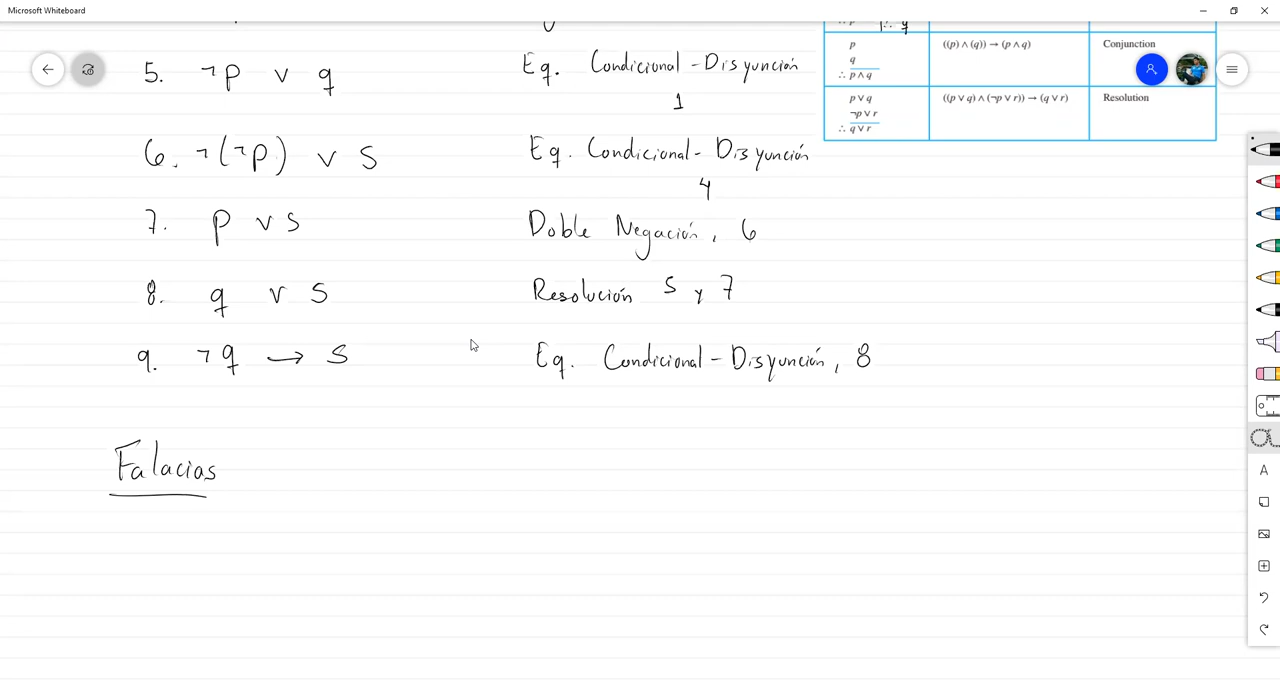 Microsoft Whiteboard
∴ p ∴ q
p ((p) ∧ (q)) → (p ∧ q) Conjunction
q
∴ p ∧ q
p ∨ q ((p ∨ q) ∧ (¬p ∨ r)) → (q ∨ r) Resolution
¬p ∨ r
∴ q ∨ r
5. ¬p ∨ q Eq. Condicional-Disyunción
1
6. ¬(¬p) ∨ S Eq. Condicional-Disyunción
4
7. p ∨ S Doble Negación, 6
8. q ∨ S Resolución 5 y 7
9. ¬q → S Eq. Condicional-Disyunción, 8
Falacias
A